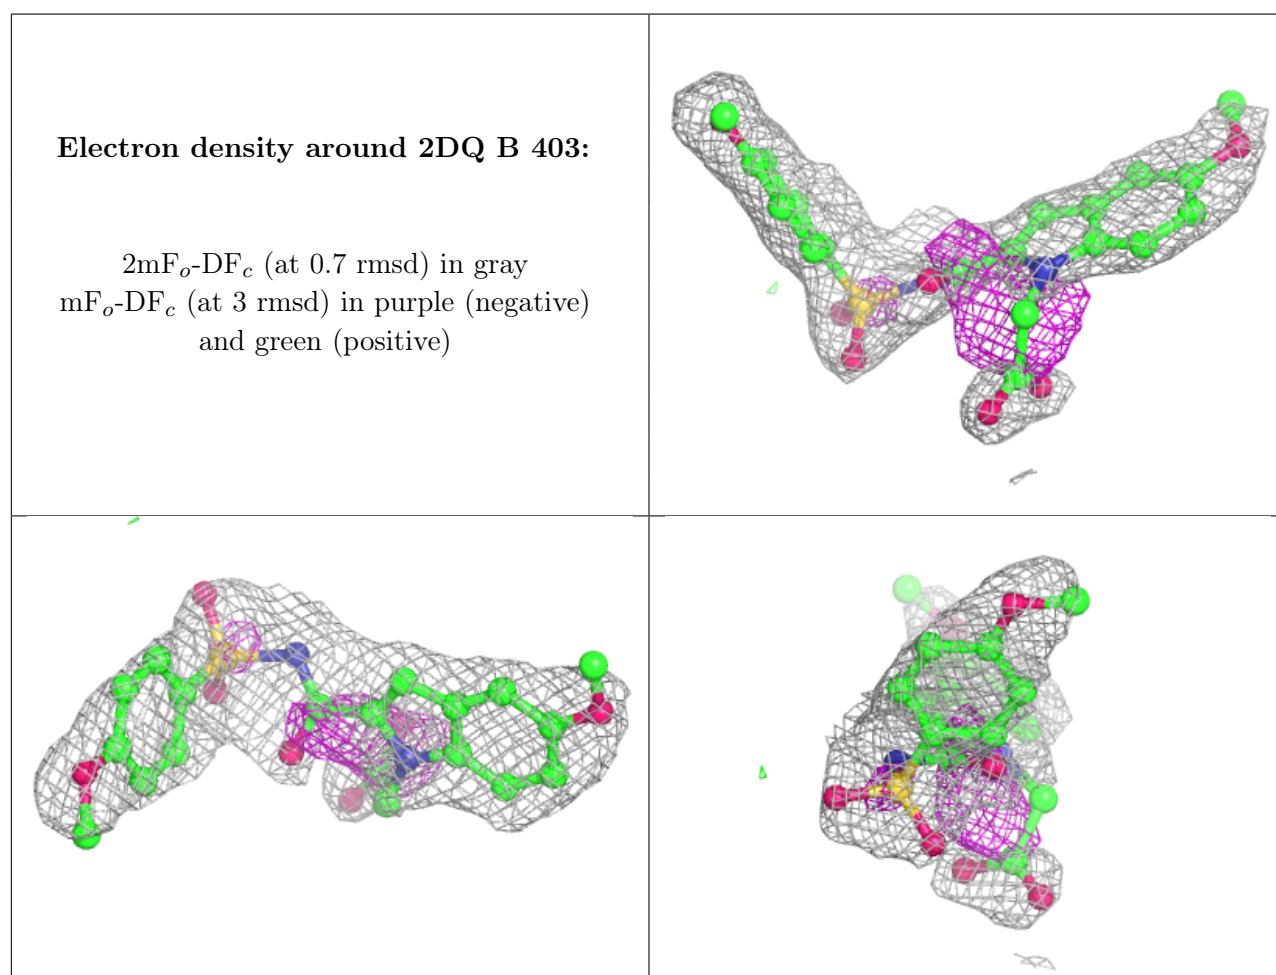 Electron density around 2DQ B 403:
2mFo-DFc (at 0.7 rmsd) in gray
mFo-DFc (at 3 rmsd) in purple (negative)
and green (positive)